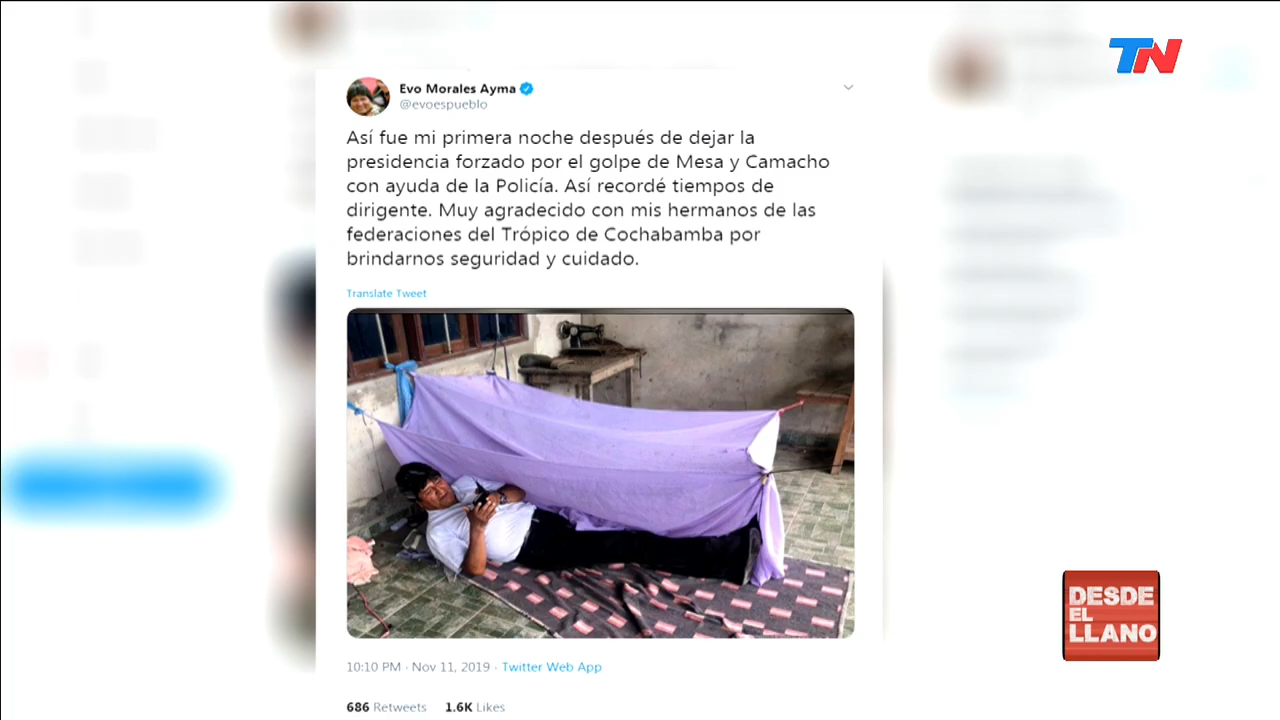 TN
Evo Morales Ayma
@evoespueblo
Así fue mi primera noche después de dejar la
presidencia forzado por el golpe de Mesa y Camacho
con ayuda de la Policía. Así recordé tiempos de
dirigente. Muy agradecido con mis hermanos de las
federaciones del Trópico de Cochabamba por
brindarnos seguridad y cuidado.
Translate Tweet
10:10 PM · Nov 11, 2019 · Twitter Web App
686 Retweets 1.6K Likes
DESDE
EL
LLANO